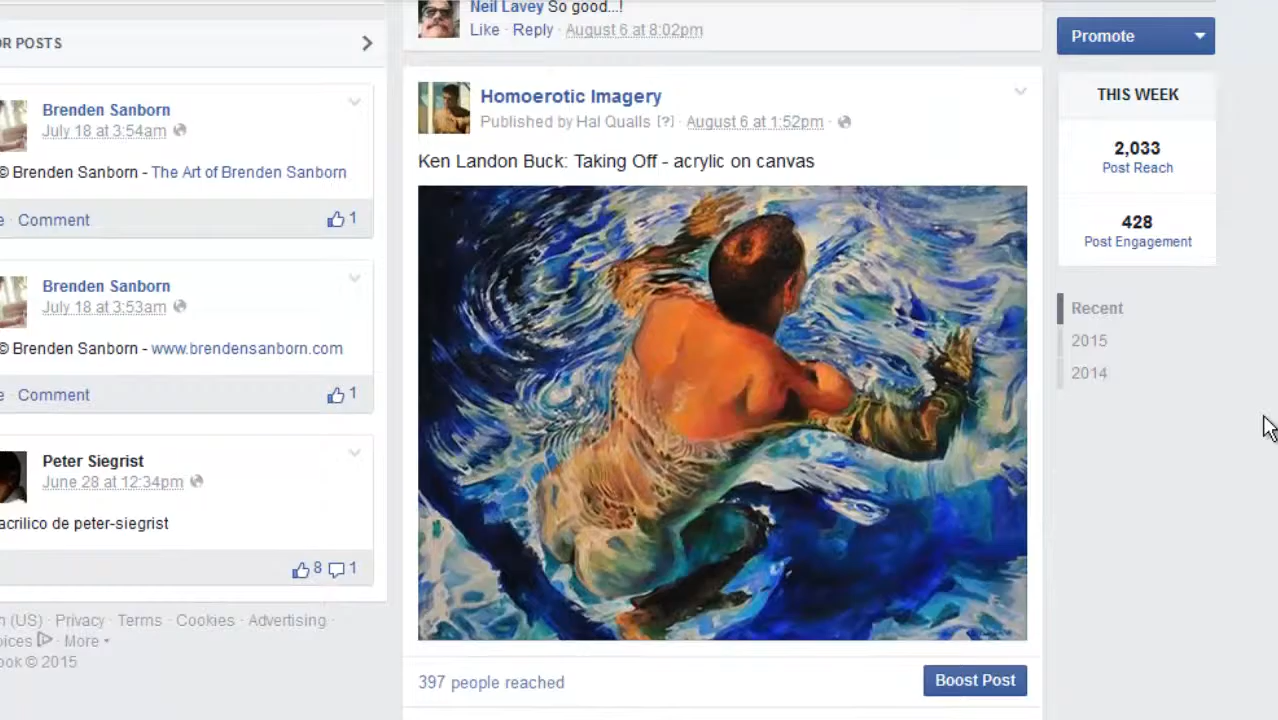 OR POSTS
Brenden Sanborn
July 18 at 3:54am
© Brenden Sanborn - The Art of Brenden Sanborn
Comment
1
Brenden Sanborn
July 18 at 3:53am
© Brenden Sanborn - www.brendensanborn.com
Comment
1
Peter Siegrist
June 28 at 12:34pm
acrilico de peter-siegrist
8 1
(US) · Privacy · Terms · Cookies · Advertising ·
More
© 2015
Neil Lavey So good...!
Like · Reply · August 6 at 8:02pm
Homoerotic Imagery
Published by Hal Qualls [?] · August 6 at 1:52pm ·
Ken Landon Buck: Taking Off - acrylic on canvas
397 people reached
Boost Post
Promote
THIS WEEK
2,033
Post Reach
428
Post Engagement
Recent
2015
2014